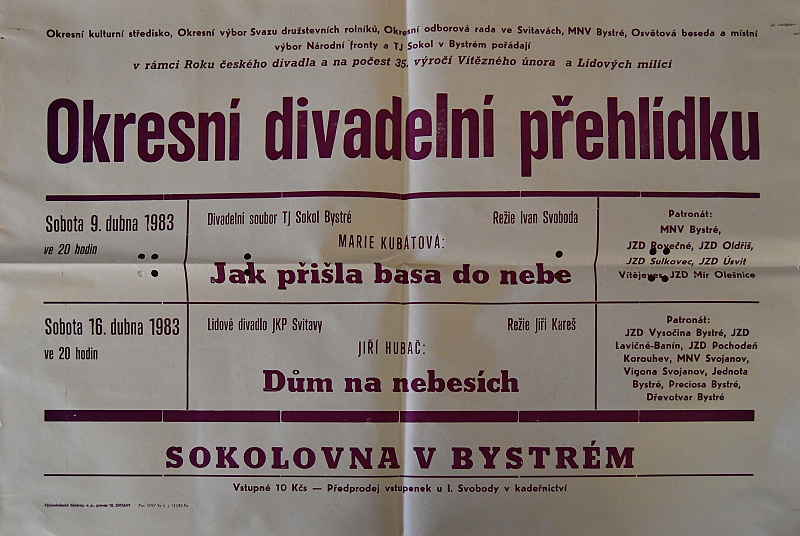 Okresní kulturní středisko, Okresní výbor Svazu družstevních rolníků, Okresní odborová rada ve Svitavách, MNV Bystré, Osvětová beseda a místní
výbor Národní fronty a TJ Sokol v Bystrém pořádají
v rámci Roku českého divadla a na počest 35. výročí Vítězného února a Lidových milicí
Okresní divadelní přehlídku
Sobota 9. dubna 1983
ve 20 hodin
Divadelní soubor TJ Sokol Bystré
Režie Ivan Svoboda
MARIE KUBÁTOVÁ:
Jak přišla basa do nebe
Patronát:
MNV Bystré,
JZD Rovečné, JZD Oldřiš,
JZD Sulkovec, JZD Úsvit
Vítějeves, JZD Mír Olešnice
Sobota 16. dubna 1983
ve 20 hodin
Lidové divadlo JKP Svitavy
Režie Jiří Kareš
JIŘÍ HUBAČ:
Dům na nebesích
Patronát:
JZD Vysočina Bystré, JZD
Lavičné-Banín, JZD Pochodeň
Korouhev, MNV Svojanov,
Vigona Svojanov, Jednota
Bystré, Preciosa Bystré,
Dřevotvar Bystré
SOKOLOVNA V BYSTRÉM
Vstupné 10 Kčs — Předprodej vstupenek u I. Svobody v kadeřnictví
Východočeské tiskárny, n. p., provoz 18, SVITAVY